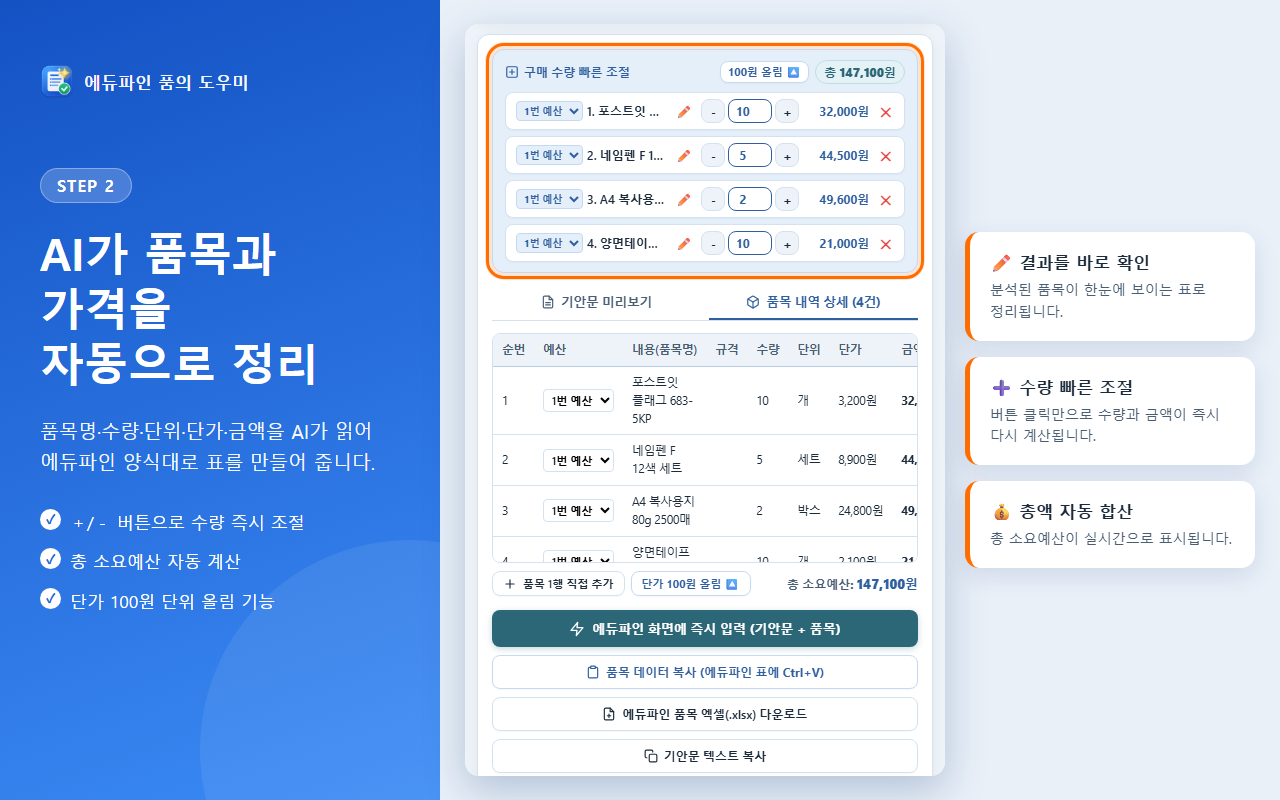 에듀파인 품의 도우미
STEP 2
AI가 품목과
가격을
자동으로 정리
품목명·수량·단위·단가·금액을 AI가 읽어
에듀파인 양식대로 표를 만들어 줍니다.
+ / - 버튼으로 수량 즉시 조절
총 소요예산 자동 계산
단가 100원 단위 올림 기능
구매 수량 빠른 조절 100원 올림 총 147,100원
1번 예산 1. 포스트잇 ... - 10 + 32,000원
1번 예산 2. 네임펜 F 1... - 5 + 44,500원
1번 예산 3. A4 복사용... - 2 + 49,600원
1번 예산 4. 양면테이... - 10 + 21,000원
기안문 미리보기 품목 내역 상세 (4건)
순번 예산 내용(품목명) 규격 수량 단위 단가
1 1번 예산 포스트잇 플래그 683-5KP 10 개 3,200원 32,
2 1번 예산 네임펜 F 12색 세트 5 세트 8,900원 44,
3 1번 예산 A4 복사용지 80g 2500매 2 박스 24,800원 49,
4 1번 예산 양면테이프 10 개 2,100원 21,
+ 품목 1행 직접 추가 단가 100원 올림 총 소요예산: 147,100원
에듀파인 화면에 즉시 입력 (기안문 + 품목)
품목 데이터 복사 (에듀파인 표에 Ctrl+V)
에듀파인 품목 엑셀(.xlsx) 다운로드
기안문 텍스트 복사
결과를 바로 확인
분석된 품목이 한눈에 보이는 표로
정리됩니다.
수량 빠른 조절
버튼 클릭만으로 수량과 금액이 즉시
다시 계산됩니다.
총액 자동 합산
총 소요예산이 실시간으로 표시됩니다.